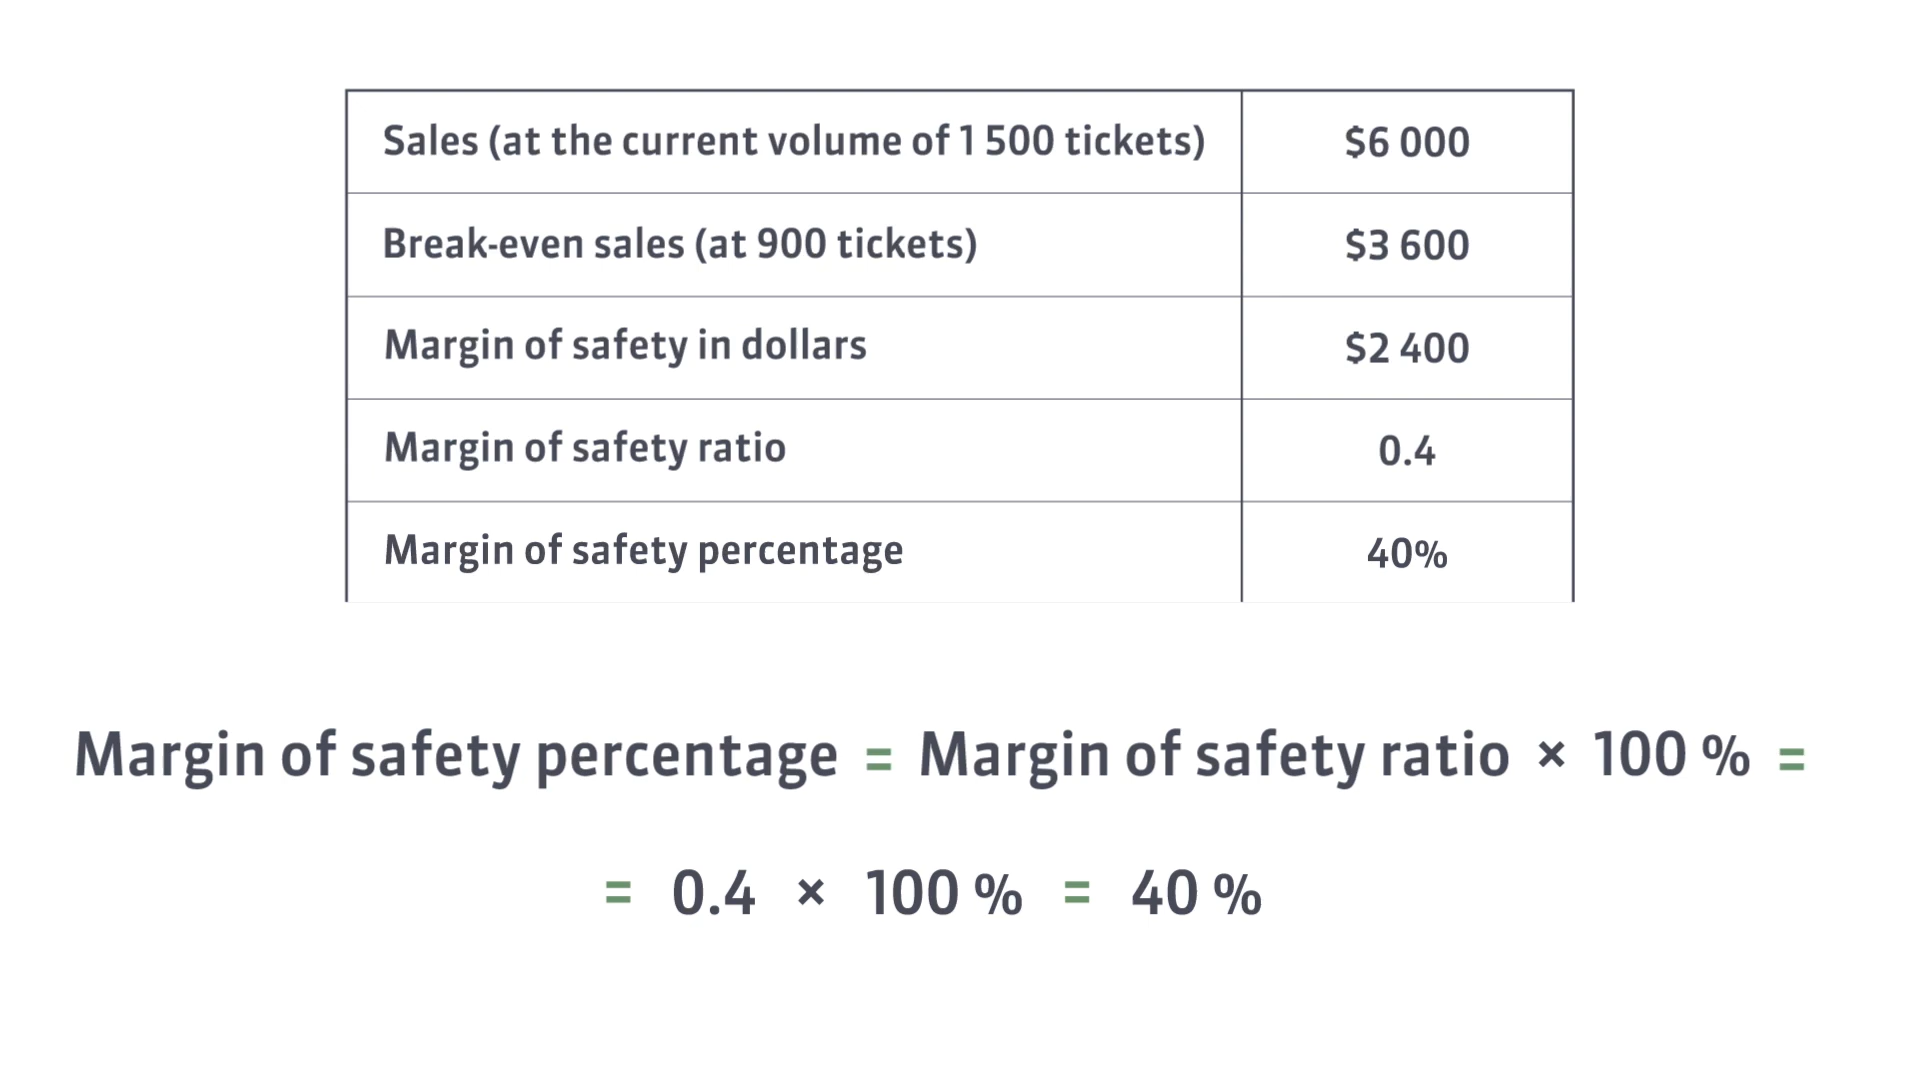 Sales (at the current volume of 1 500 tickets) $6 000
Break-even sales (at 900 tickets) $3 600
Margin of safety in dollars $2 400
Margin of safety ratio 0.4
Margin of safety percentage 40%
Margin of safety percentage = Margin of safety ratio × 100 % =
= 0.4 × 100 % = 40 %